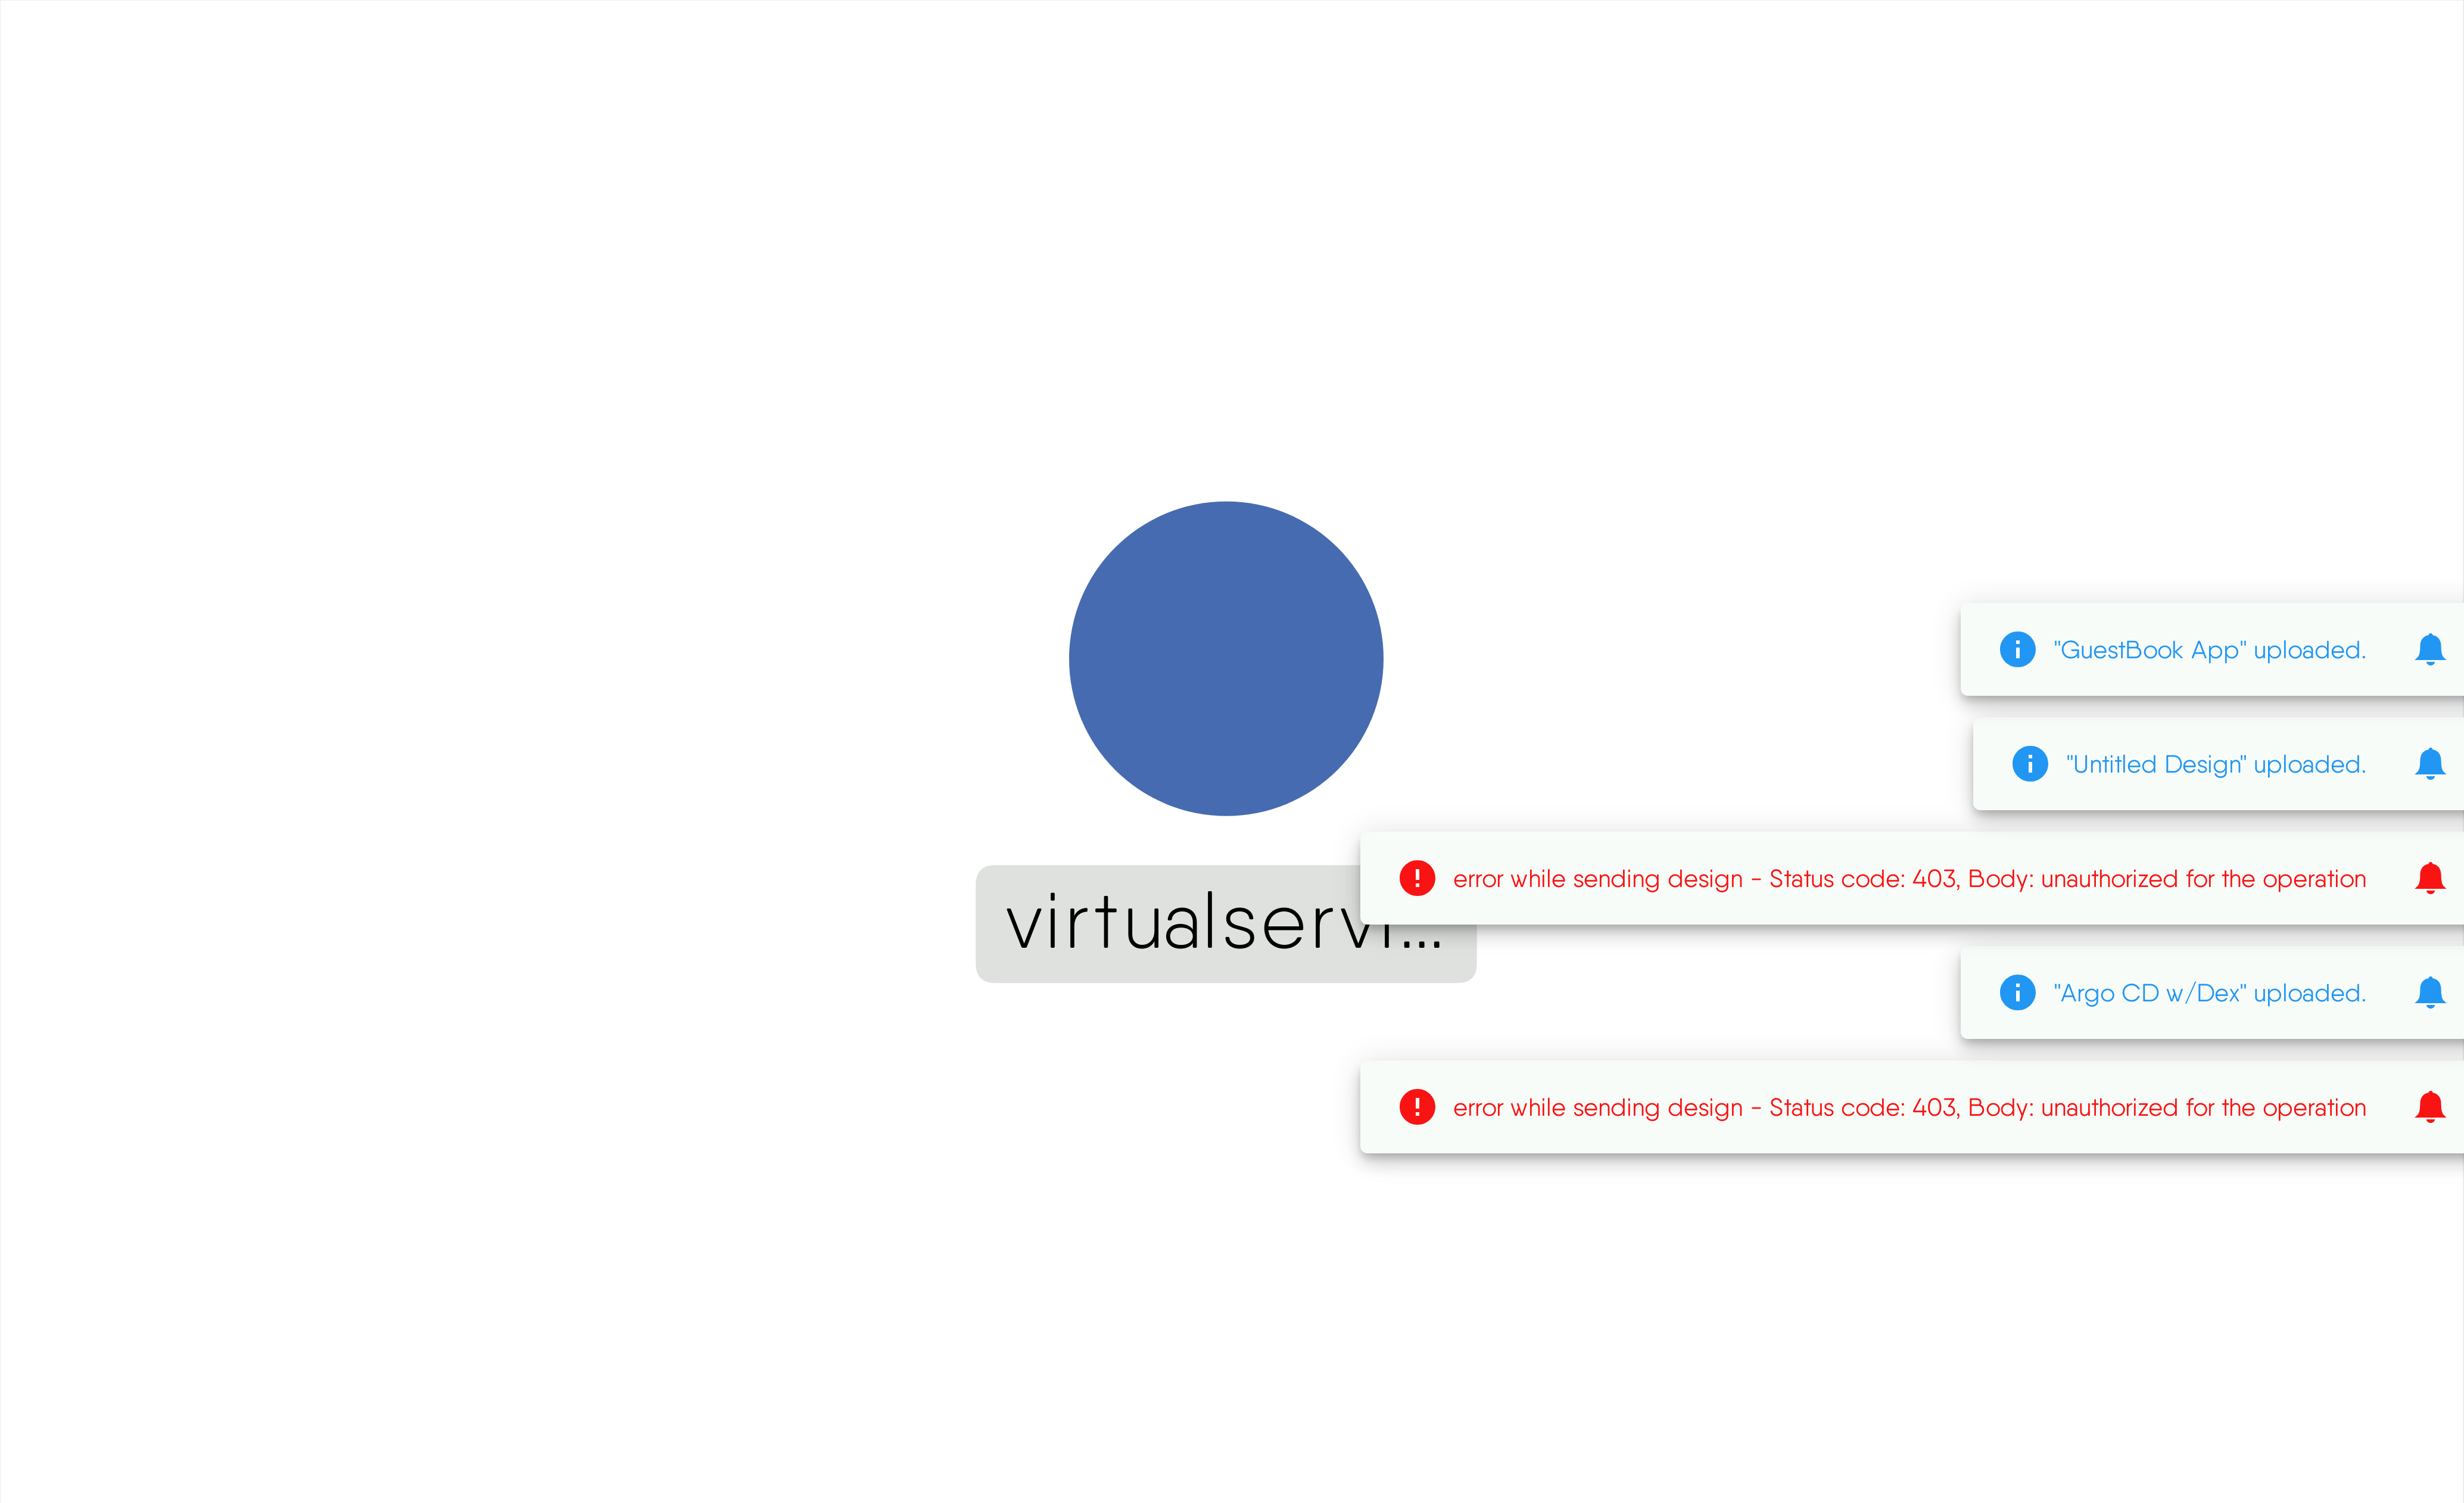 "GuestBook App" uploaded.
"Untitled Design" uploaded.
error while sending design - Status code: 403, Body: unauthorized for the operation
virtualservi...
"Argo CD w/Dex" uploaded.
error while sending design - Status code: 403, Body: unauthorized for the operation